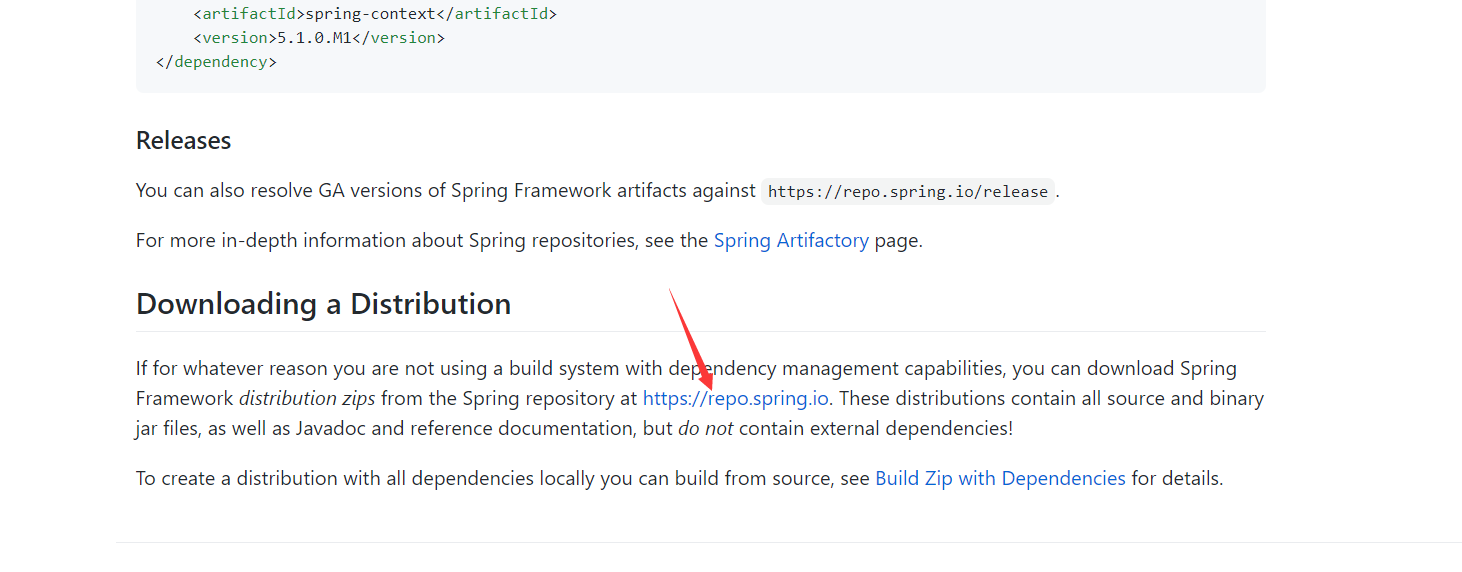 <artifactId>spring-context</artifactId>
<version>5.1.0.M1</version>
</dependency>
Releases
You can also resolve GA versions of Spring Framework artifacts against https://repo.spring.io/release.
For more in-depth information about Spring repositories, see the Spring Artifactory page.
Downloading a Distribution
If for whatever reason you are not using a build system with dependency management capabilities, you can download Spring
Framework distribution zips from the Spring repository at https://repo.spring.io. These distributions contain all source and binary
jar files, as well as Javadoc and reference documentation, but do not contain external dependencies!
To create a distribution with all dependencies locally you can build from source, see Build Zip with Dependencies for details.